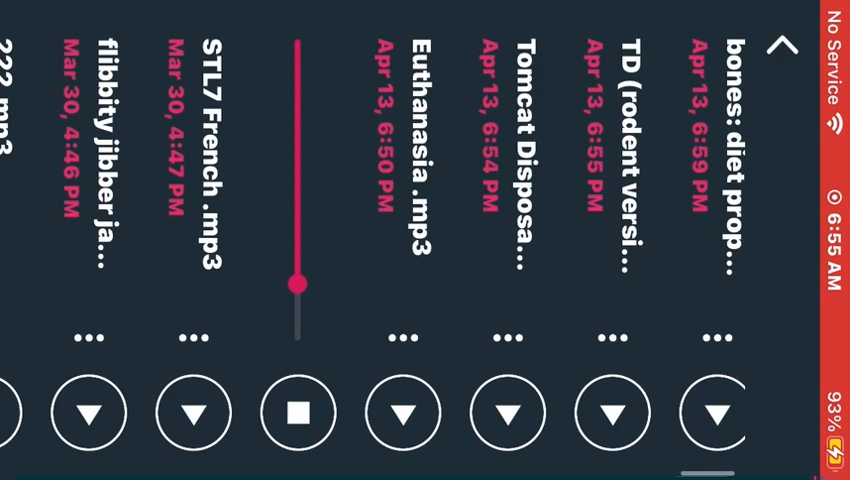 No Service
6:55 AM
93%
bones: diet prop...
Apr 13, 6:59 PM
TD (rodent versi...
Apr 13, 6:55 PM
Tomcat Disposa...
Apr 13, 6:54 PM
Euthanasia .mp3
Apr 13, 6:50 PM
STL7 French .mp3
Mar 30, 4:47 PM
flibbity jibber ja...
Mar 30, 4:46 PM
222 mp3